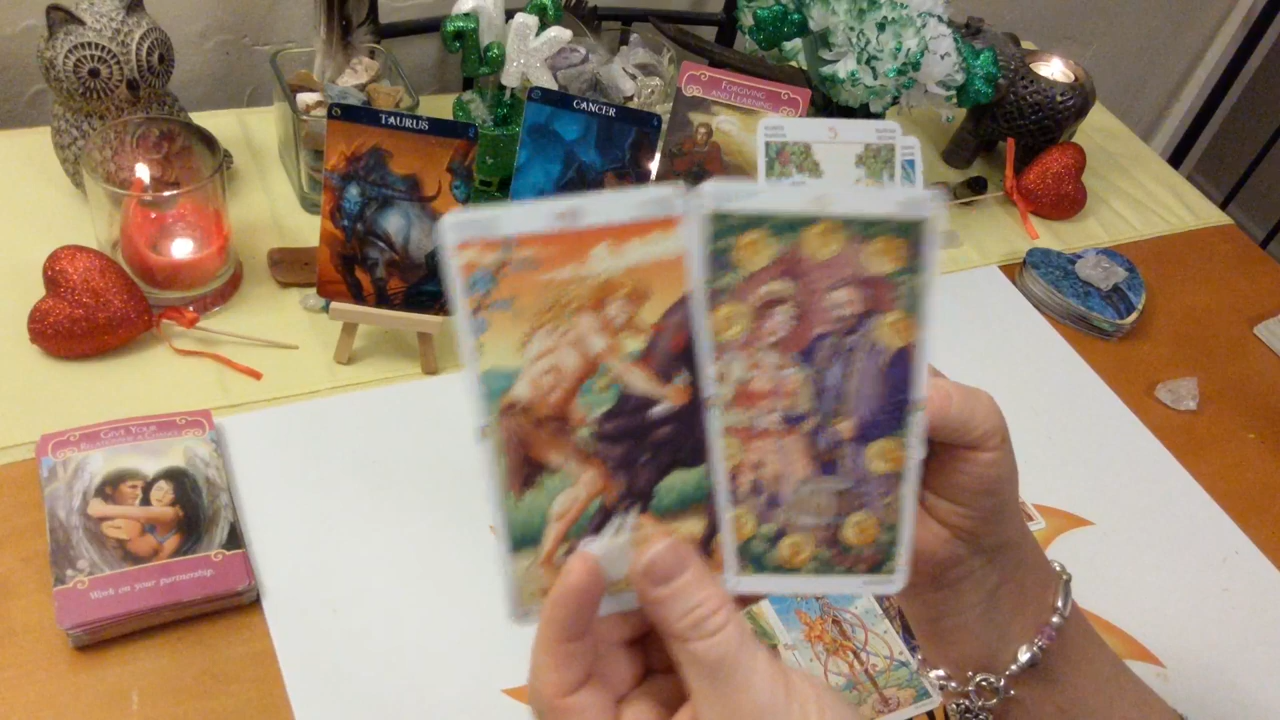 TAURUS
CANCER
FORGIVING
AND LEARNING
GIVE YOUR
RELATIONSHIP A CHANCE
Work on your partnership.